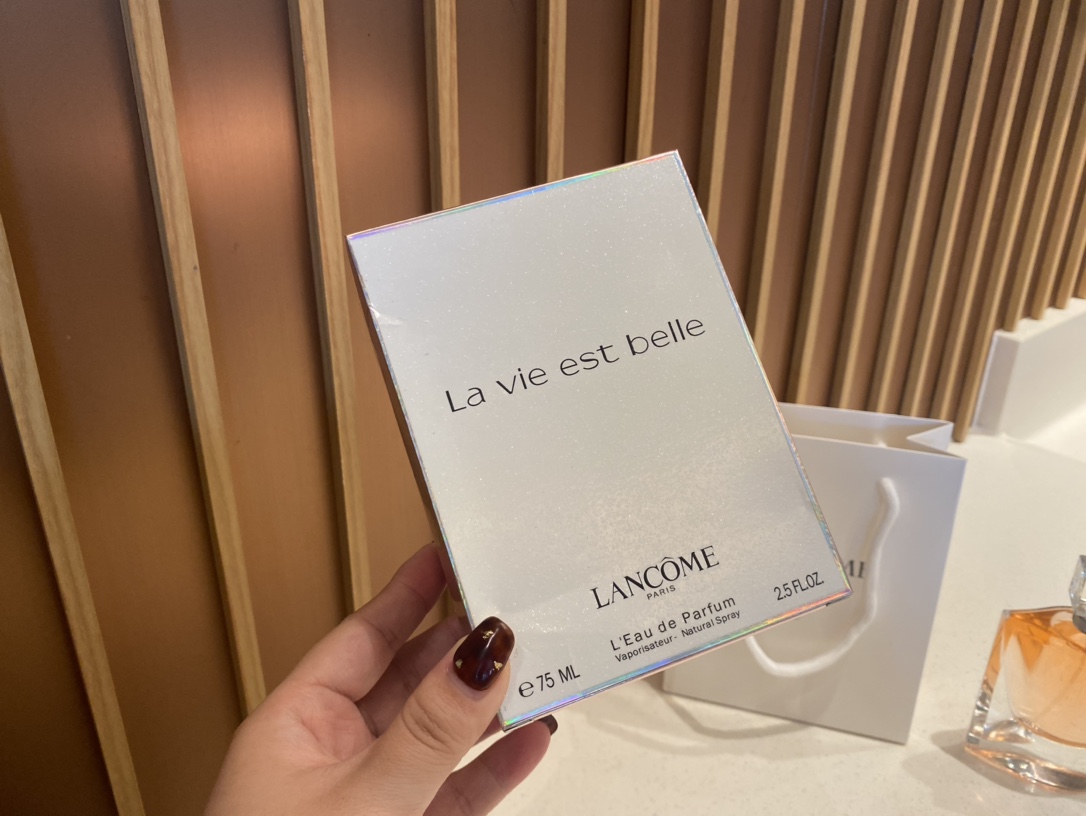 La vie est belle
LANCÔME
PARIS
L'Eau de Parfum
Vaporisateur - Natural Spray
℮ 75 ML
2.5 FL.OZ.